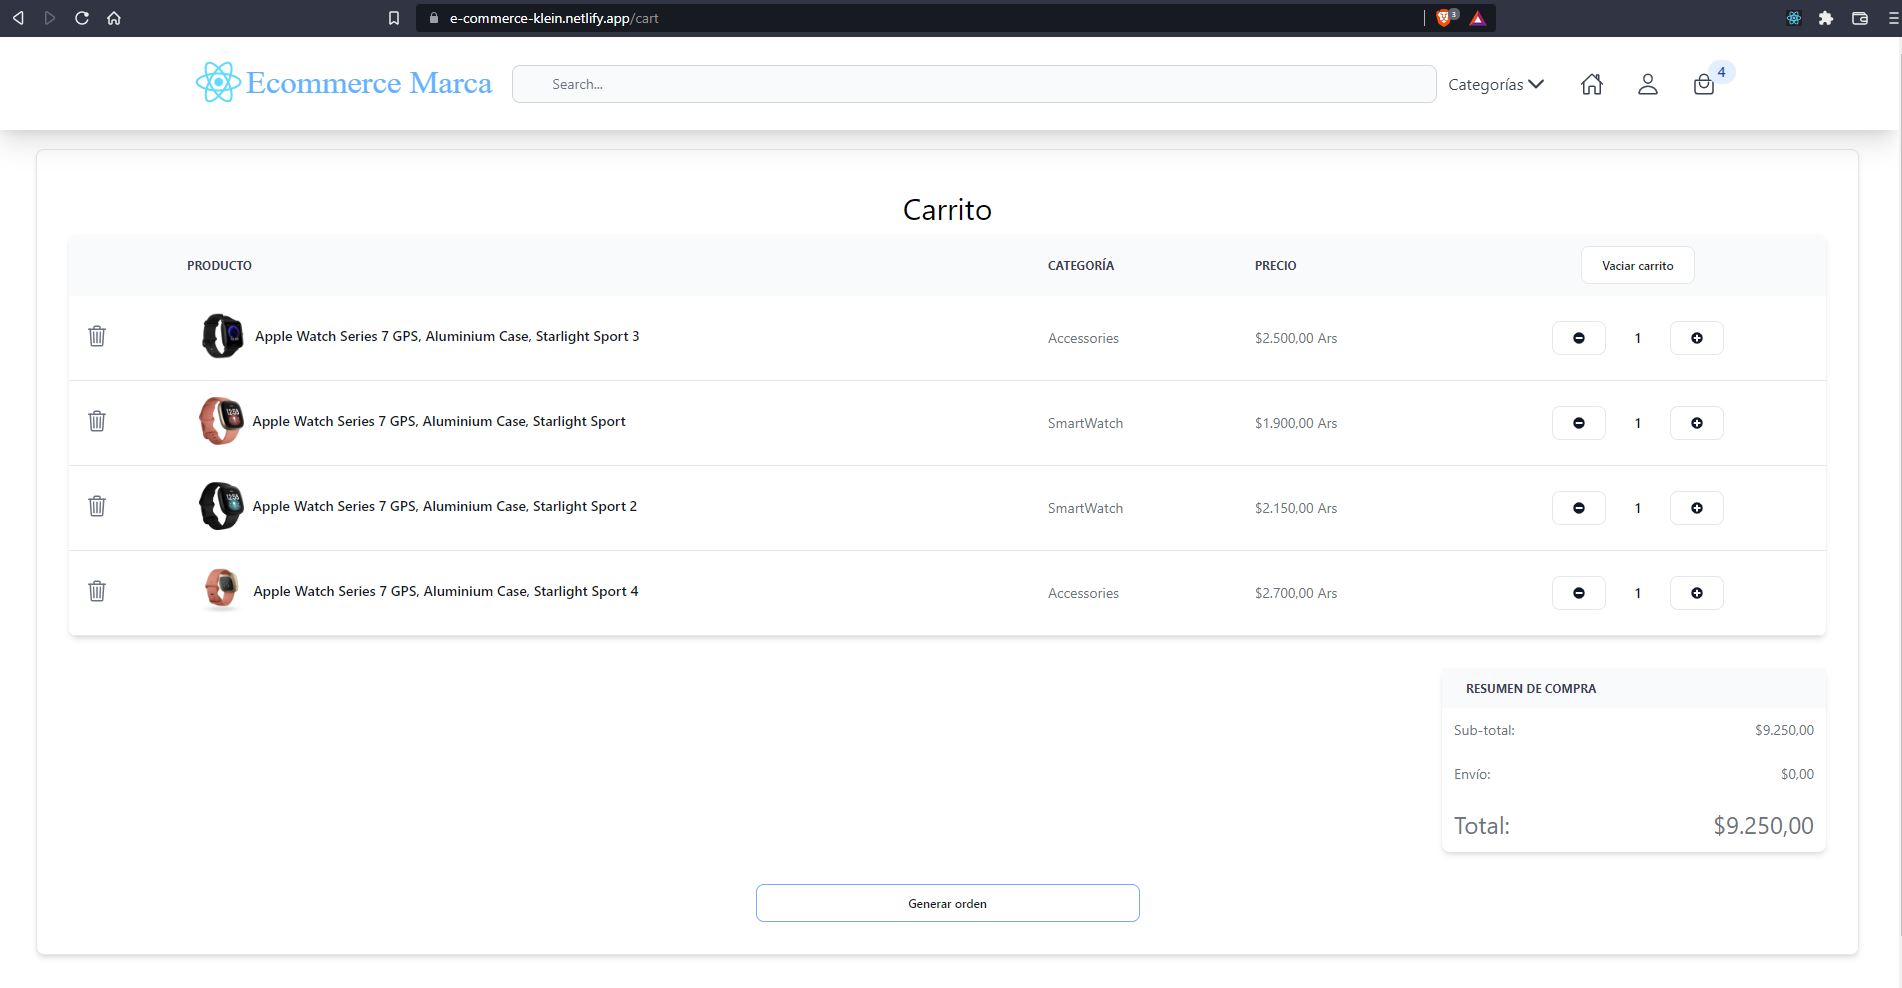 e-commerce-klein.netlify.app/cart
3
Ecommerce Marca
Search...
Categorías
4
Carrito
PRODUCTO CATEGORÍA PRECIO Vaciar carrito
Apple Watch Series 7 GPS, Aluminium Case, Starlight Sport 3 Accessories $2.500,00 Ars 1
Apple Watch Series 7 GPS, Aluminium Case, Starlight Sport SmartWatch $1.900,00 Ars 1
Apple Watch Series 7 GPS, Aluminium Case, Starlight Sport 2 SmartWatch $2.150,00 Ars 1
Apple Watch Series 7 GPS, Aluminium Case, Starlight Sport 4 Accessories $2.700,00 Ars 1
RESUMEN DE COMPRA
Sub-total: $9.250,00
Envío: $0,00
Total: $9.250,00
Generar orden